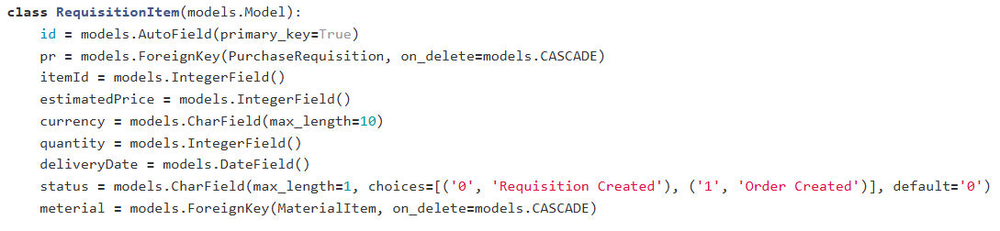 class RequisitionItem(models.Model):
    id = models.AutoField(primary_key=True)
    pr = models.ForeignKey(PurchaseRequisition, on_delete=models.CASCADE)
    itemId = models.IntegerField()
    estimatedPrice = models.IntegerField()
    currency = models.CharField(max_length=10)
    quantity = models.IntegerField()
    deliveryDate = models.DateField()
    status = models.CharField(max_length=1, choices=[('0', 'Requisition Created'), ('1', 'Order Created')], default='0')
    meterial = models.ForeignKey(MaterialItem, on_delete=models.CASCADE)